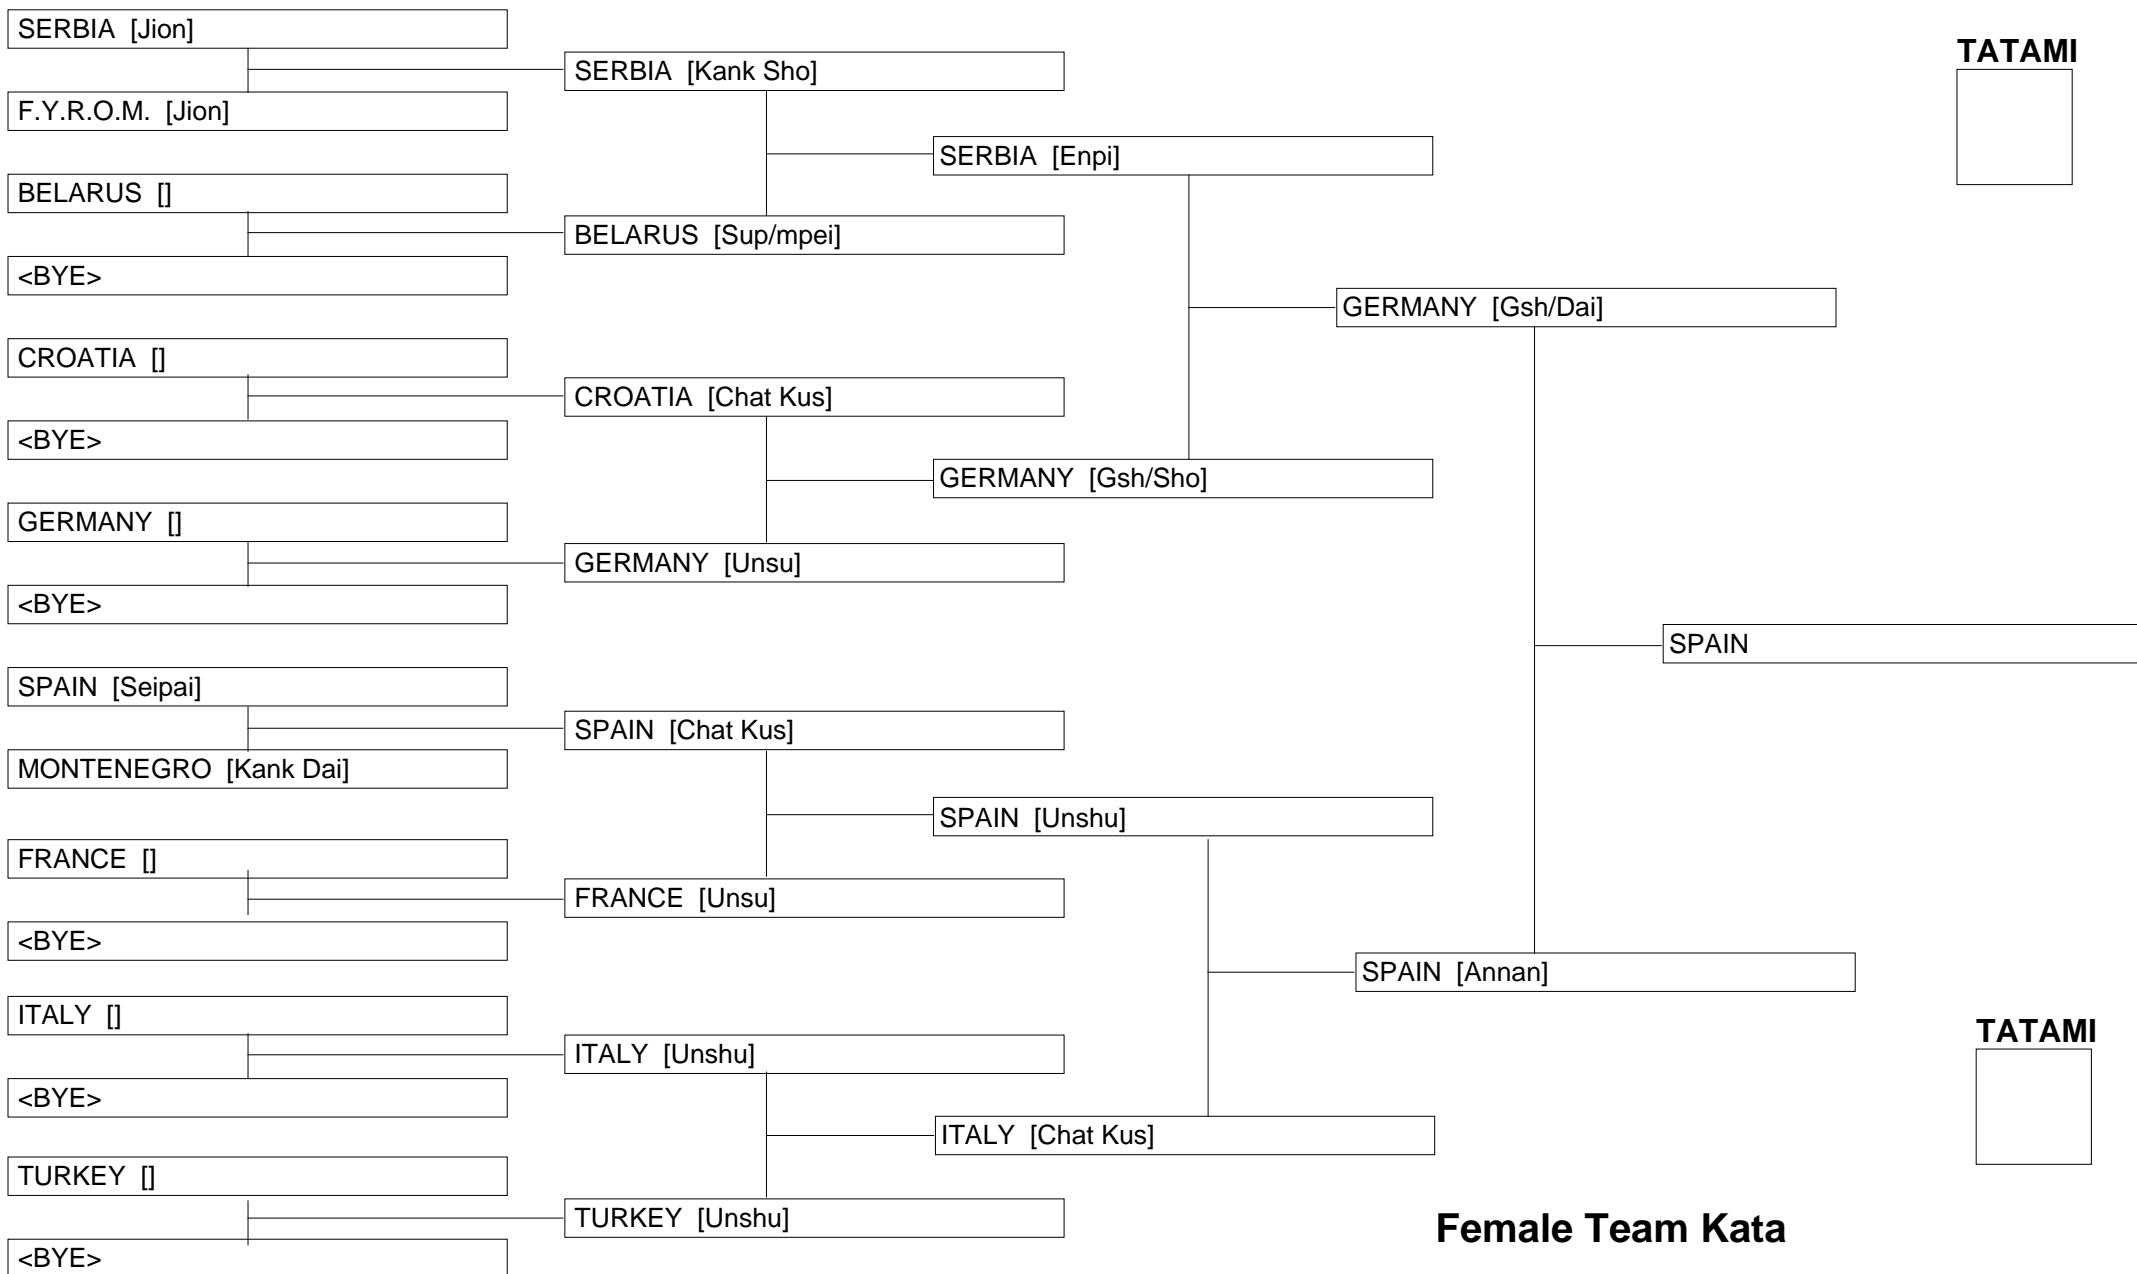 SERBIA [Jion]
F.Y.R.O.M. [Jion]
BELARUS []
<BYE>
CROATIA []
<BYE>
GERMANY []
<BYE>
SPAIN [Seipai]
MONTENEGRO [Kank Dai]
FRANCE []
<BYE>
ITALY []
<BYE>
TURKEY []
<BYE>
SERBIA [Kank Sho]
BELARUS [Sup/mpei]
CROATIA [Chat Kus]
GERMANY [Unsu]
SPAIN [Chat Kus]
FRANCE [Unsu]
ITALY [Unshu]
TURKEY [Unshu]
SERBIA [Enpi]
GERMANY [Gsh/Sho]
SPAIN [Unshu]
ITALY [Chat Kus]
GERMANY [Gsh/Dai]
SPAIN [Annan]
SPAIN
TATAMI
TATAMI
Female Team Kata